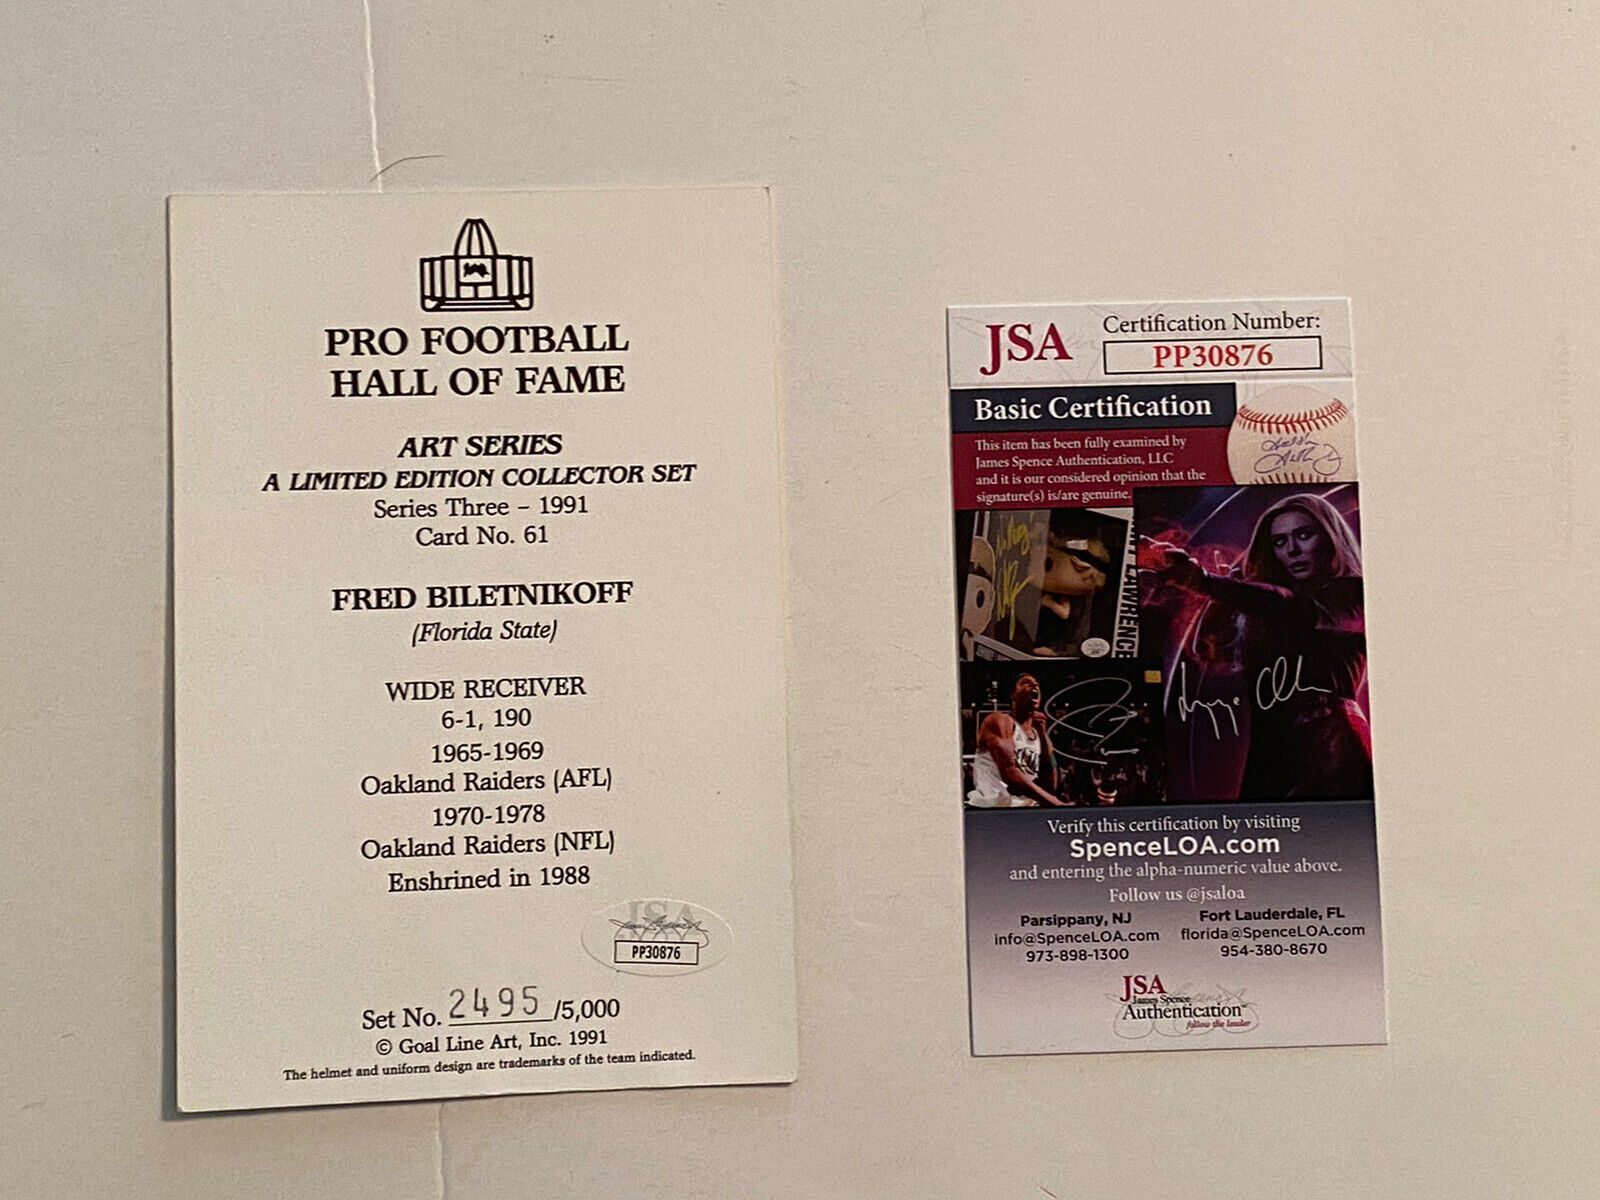 PRO FOOTBALL
HALL OF FAME
ART SERIES
A LIMITED EDITION COLLECTOR SET
Series Three – 1991
Card No. 61
FRED BILETNIKOFF
(Florida State)
WIDE RECEIVER
6-1, 190
1965-1969
Oakland Raiders (AFL)
1970-1978
Oakland Raiders (NFL)
Enshrined in 1988
JSA
PP30876
Set No. 2495/5,000
© Goal Line Art, Inc. 1991
The helmet and uniform design are trademarks of the team indicated.
JSA
Certification Number:
PP30876
Basic Certification
This item has been fully examined by
James Spence Authentication, LLC
and it is our considered opinion that the
signature(s) is/are genuine.
LAWRENCE
Verify this certification by visiting
SpenceLOA.com
and entering the alpha-numeric value above.
Follow us @jsaloa
Parsippany, NJ
info@SpenceLOA.com
973-898-1300
Fort Lauderdale, FL
florida@SpenceLOA.com
954-380-8670
JSA
James Spence
Authentication
follow the leader